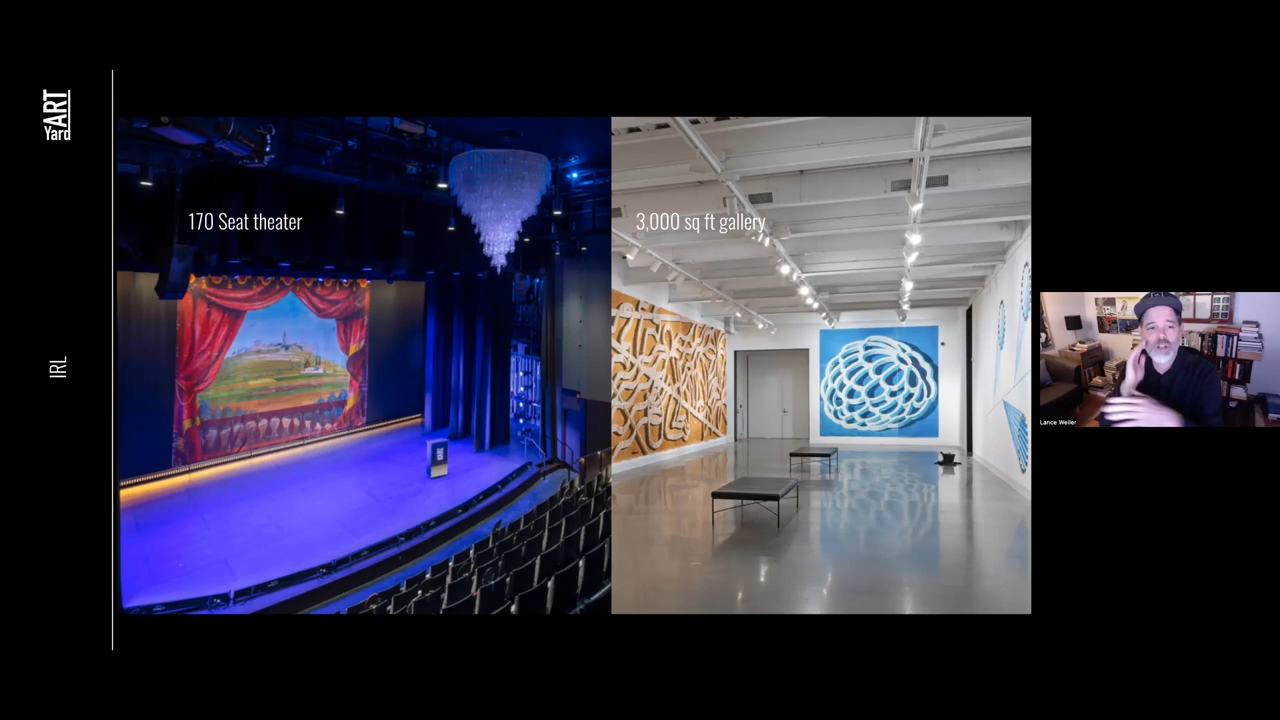 ART
Yard
IRL
170 Seat theater
3,000 sq ft gallery
Lance Weiler